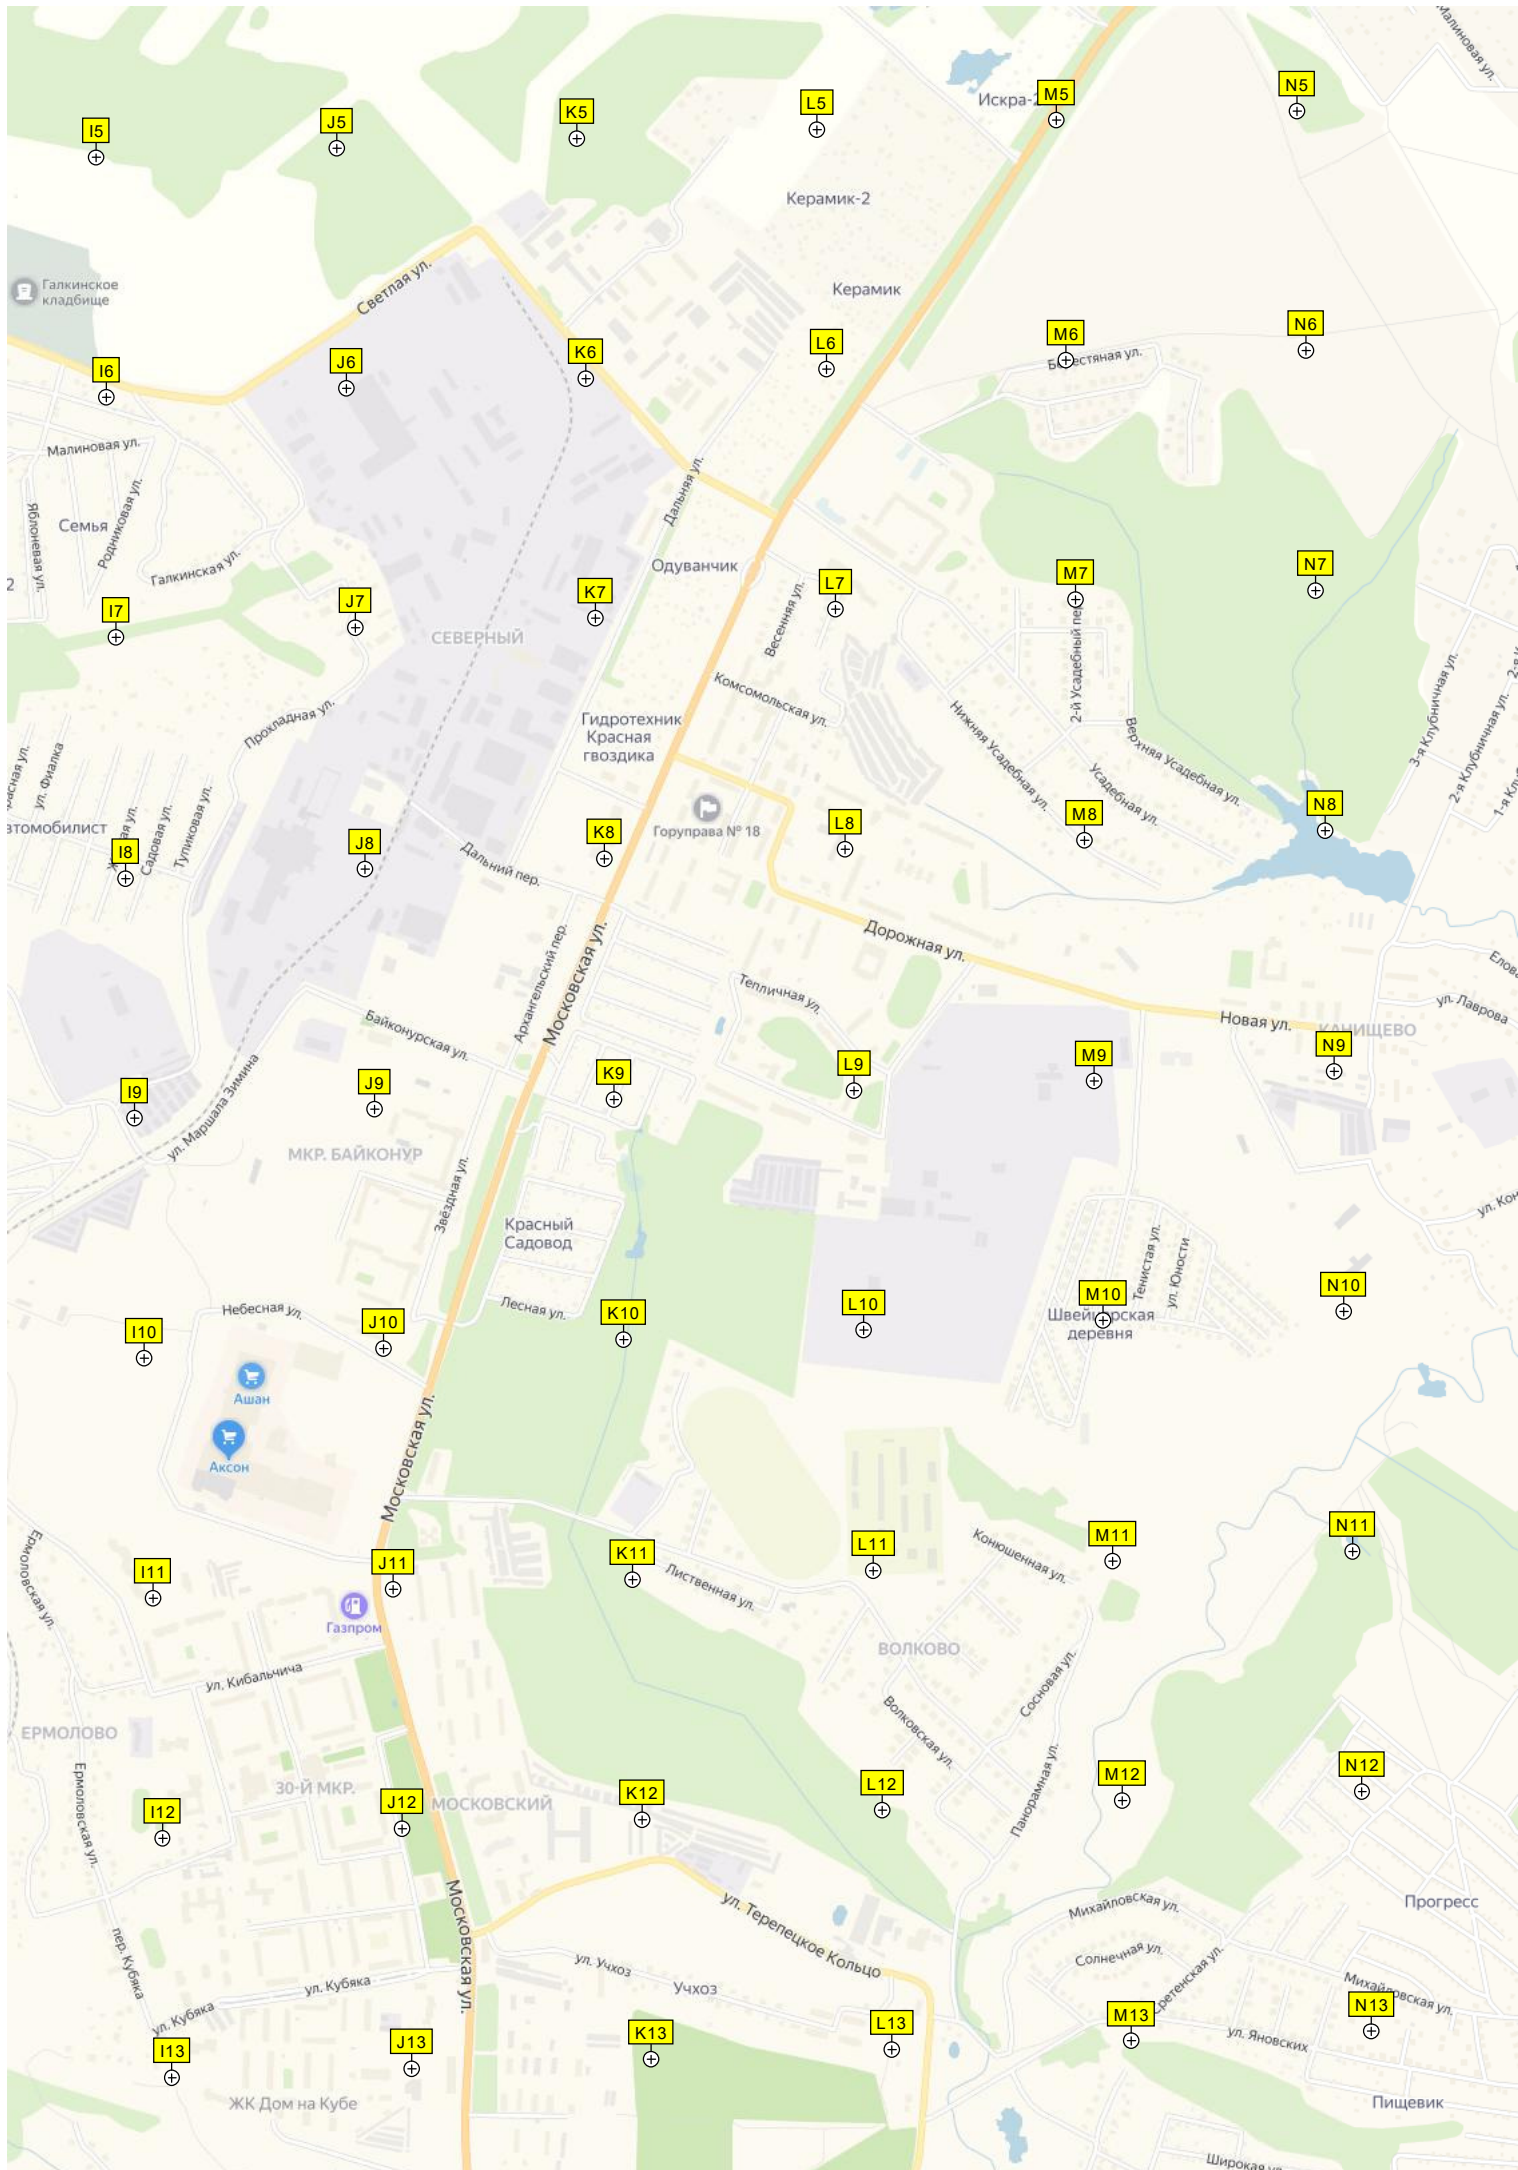 Малиновая ул.
N5
M5
Искра-2
L5
K5
J5
I5
Керамик-2
Светлая ул.
Галкинское
кладбище
Керамик
N6
M6
L6
K6
J6
I6
Малиновая ул.
Дальняя ул.
Родниковая ул.
Яблоневая ул.
Семья
Галкинская ул.
2
Одуванчик
N7
M7
L7
K7
J7
I7
Весенняя ул.
СЕВЕРНЫЙ
2-й Усадебный пер
Комсомольская ул.
3-я Клубничная ул.
2-я Клубничная ул.
Прохладная ул.
Гидротехник
Красная
гвоздика
Нижняя Усадебная ул.
Верхняя Усадебная ул.
Усадебная ул.
ул. Фиалка
Садовая ул.
Тупиковая ул.
Горуправа № 18
N8
M8
L8
K8
J8
I8
Дальний пер.
Дорожная ул.
Архангельский пер.
Московская ул.
Тепличная ул.
ул. Лаврова
Байконурская ул.
Новая ул.
КАНИЩЕВО
N9
M9
L9
K9
J9
I9
ул. Маршала Зимина
МКР. БАЙКОНУР
Звёздная ул.
Красный
Садовод
Тенистая ул.
ул. Юности
Небесная ул.
Лесная ул.
N10
M10
L10
K10
J10
I10
деревня
Ашан
Аксон
Московская ул.
N11
M11
L11
K11
J11
I11
Ермоловская ул.
Конюшенная ул.
Лиственная ул.
Газпром
ВОЛКОВО
ул. Кибальчича
Сосновая ул.
Волковская ул.
ЕРМОЛОВО
Ермоловская ул.
30-Й МКР.
МОСКОВСКИЙ
Панорамная ул.
N12
M12
L12
K12
J12
I12
Московская ул.
ул. Терепецкое Кольцо
Михайловская ул.
Прогресс
пер. Кубяка
Солнечная ул.
Сретенская ул.
ул. Учхоз
Учхоз
ул. Кубяка
ул. Кубяка
Михайловская ул.
N13
M13
L13
K13
J13
I13
ул. Яновских
ЖК Дом на Кубе
Пищевик